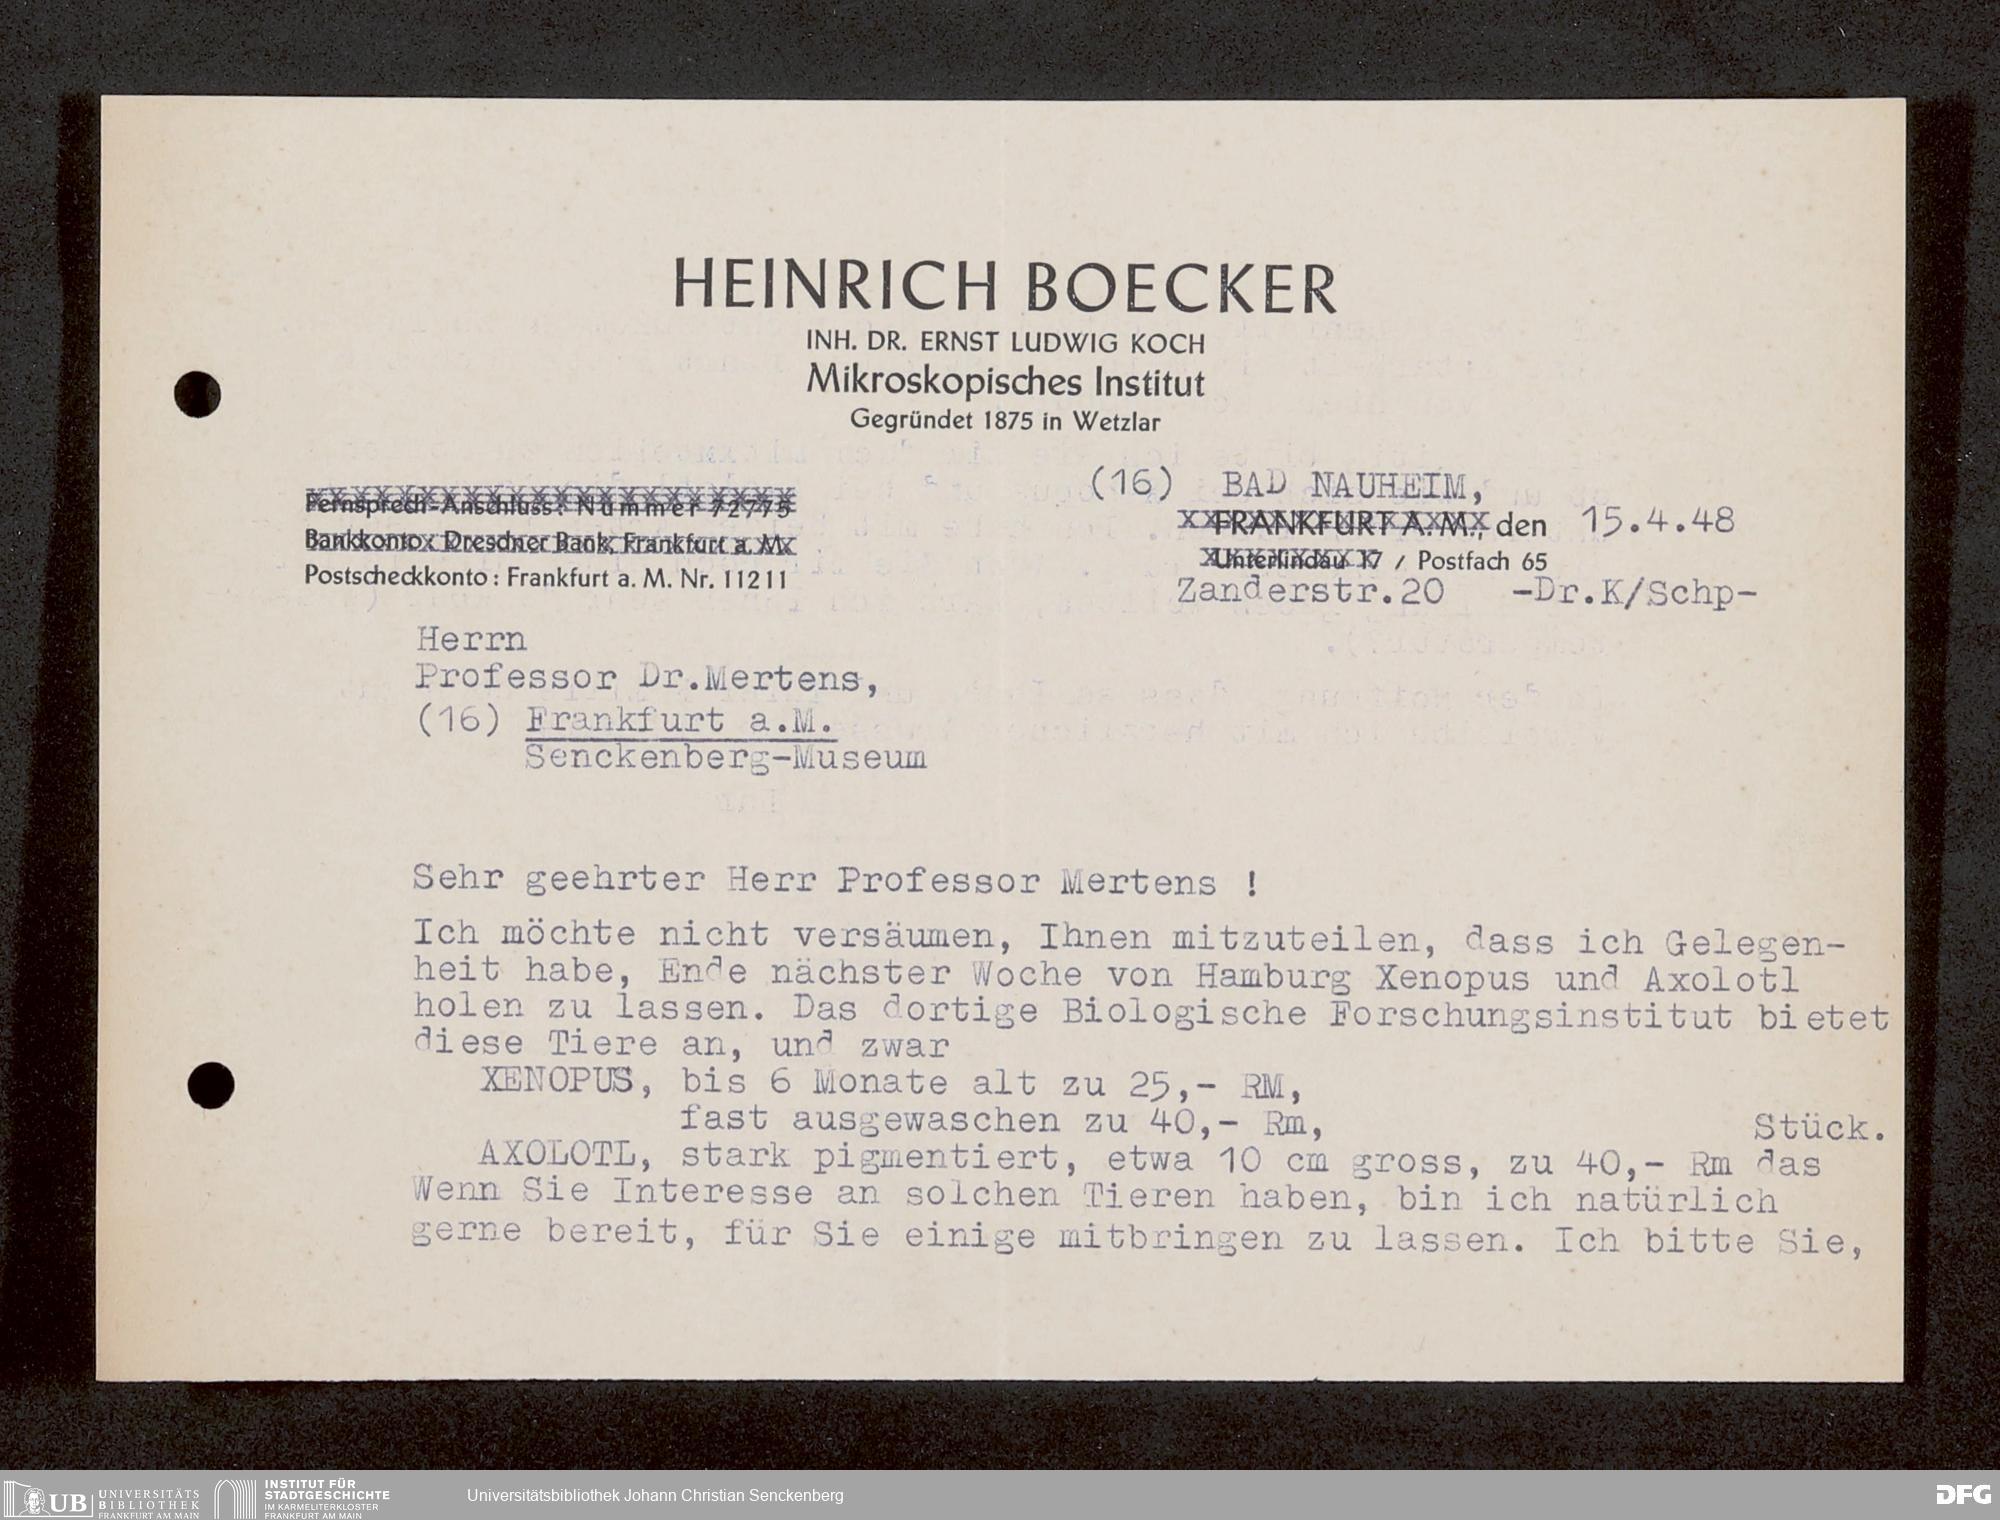 HEINRICH BOECKER
INH. DR. ERNST LUDWIG KOCH
Mikroskopisches Institut
Gegründet 1875 in Wetzlar
Fernsprech-Anschluss: Nummer 72775
Bankkonto: Dresdner Bank, Frankfurt a. M.
Postscheckkonto: Frankfurt a. M. Nr. 11211
(16) BAD NAUHEIM,
FRANKFURT A. M., den 15.4.48
Unterlindau 17 / Postfach 65
Zanderstr.20 -Dr.K/Schp-
Herrn
Professor Dr.Mertens,
(16) Frankfurt a.M.
Senckenberg-Museum
Sehr geehrter Herr Professor Mertens !
Ich möchte nicht versäumen, Ihnen mitzuteilen, dass ich Gelegen-
heit habe, Ende nächster Woche von Hamburg Xenopus und Axolotl
holen zu lassen. Das dortige Biologische Forschungsinstitut bietet
diese Tiere an, und zwar
XENOPUS, bis 6 Monate alt zu 25,- RM,
fast ausgewaschen zu 40,- Rm,
Stück.
AXOLOTL, stark pigmentiert, etwa 10 cm gross, zu 40,- Rm das
Wenn Sie Interesse an solchen Tieren haben, bin ich natürlich
gerne bereit, für Sie einige mitbringen zu lassen. Ich bitte Sie,
UB UNIVERSITÄTS
BIBLIOTHEK
FRANKFURT AM MAIN
INSTITUT FÜR
STADTGESCHICHTE
IM KARMELITERKLOSTER
FRANKFURT AM MAIN
Universitätsbibliothek Johann Christian Senckenberg
DFG